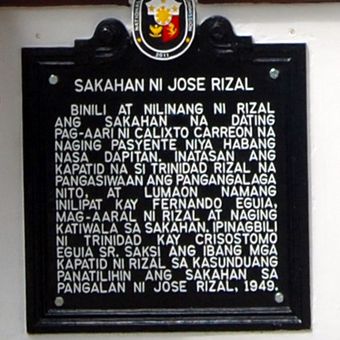 2011
SAKAHAN NI JOSE RIZAL
BINILI AT NILINANG NI RIZAL
ANG SAKAHAN NA DATING
PAG-AARI NI CALIXTO CARREON NA
NAGING PASYENTE NIYA HABANG
NASA DAPITAN. INATASAN ANG
KAPATID NA SI TRINIDAD RIZAL NA
PANGASIWAAN ANG PANGANGALAGA
NITO, AT LUMAON NAMANG
INILIPAT KAY FERNANDO EGUIA,
MAG-AARAL NI RIZAL AT NAGING
KATIWALA SA SAKAHAN. IPINAGBILI
NI TRINIDAD KAY CRISOSTOMO
EGUIA SR. SAKSI ANG IBANG MGA
KAPATID NI RIZAL SA KASUNDUANG
PANATILIHIN ANG SAKAHAN SA
PANGALAN NI JOSE RIZAL, 1949.